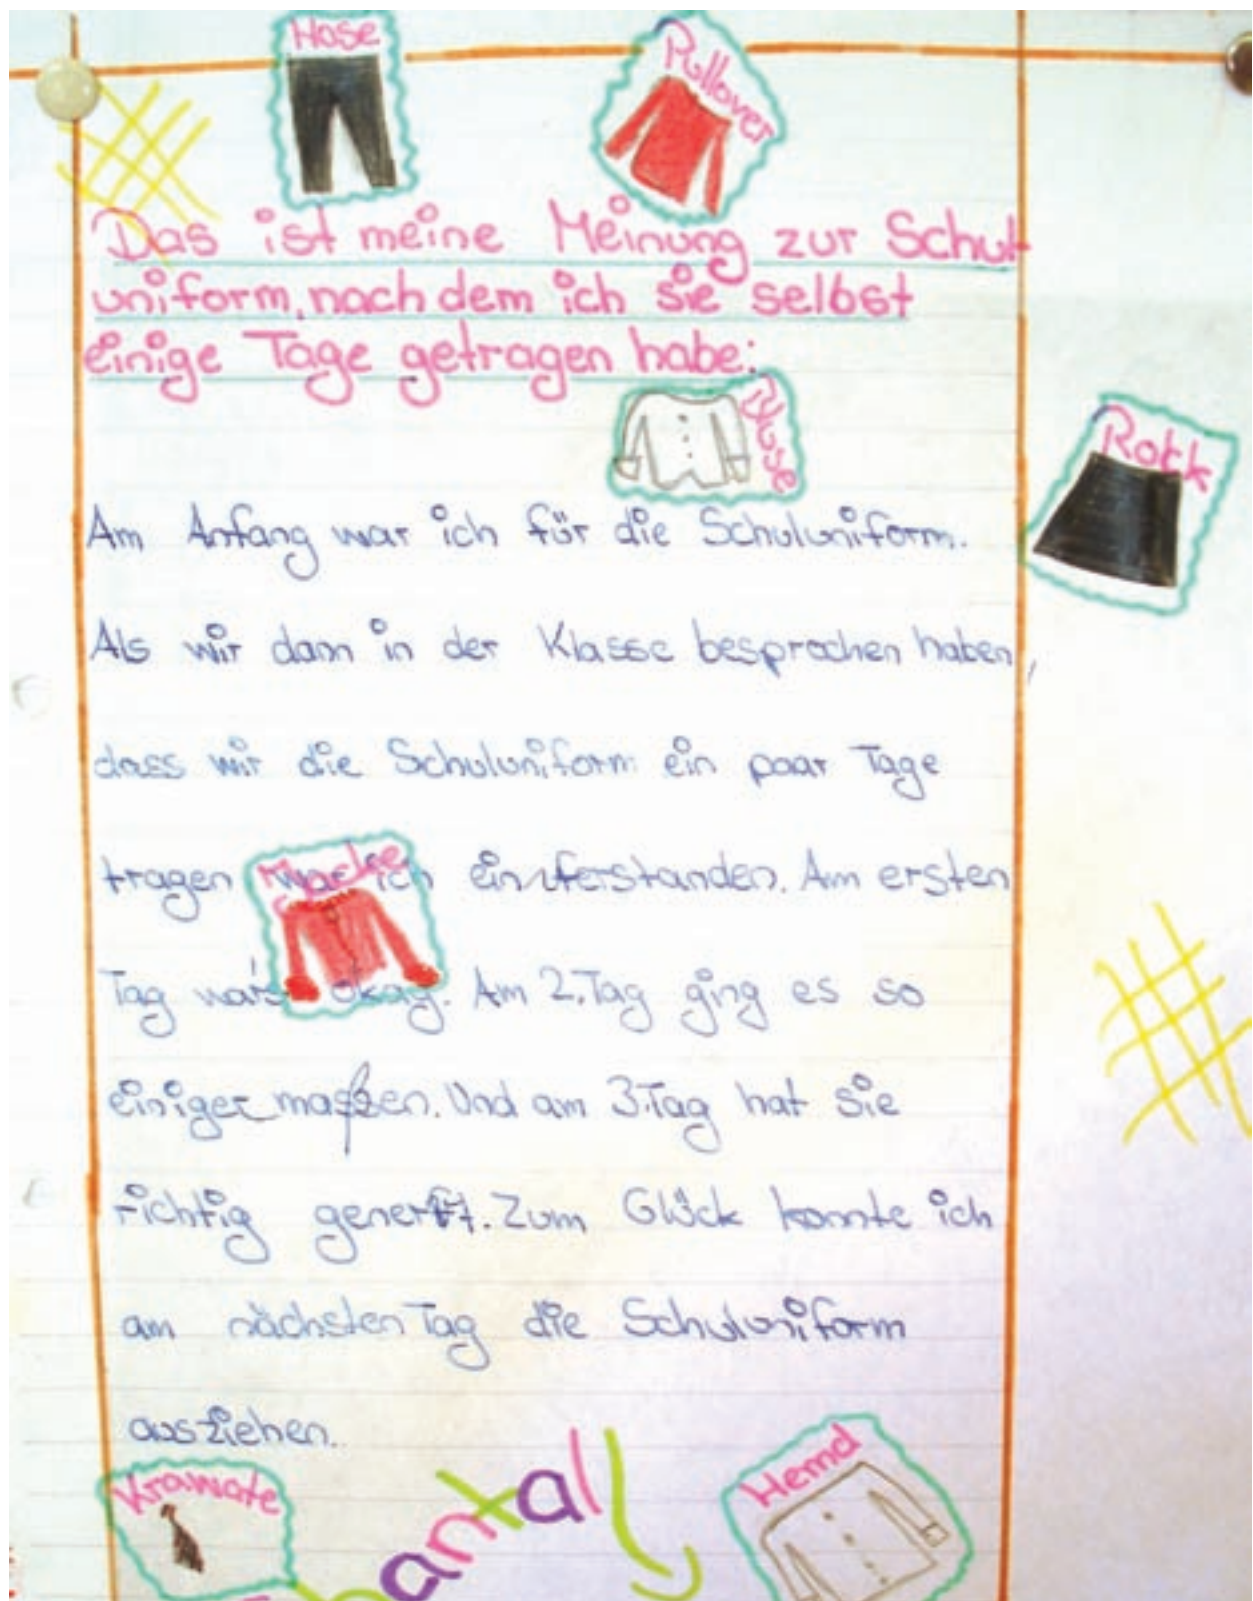 Hose
Pullover
Das ist meine Meinung zur Schul-
uniform, nach dem ich sie selbst
einige Tage getragen habe:
Bluse
Rock
Am Anfang war ich für die Schuluniform.
Als wir dann in der Klasse besprochen haben,
dass wir die Schuluniform ein paar Tage
tragen war ich einverstanden. Am ersten
Jacke
Tag war's okay. Am 2. Tag ging es so
einigermaßen. Und am 3. Tag hat sie
richtig genervt. Zum Glück konnte ich
am nächsten Tag die Schuluniform
ausziehen.
Krawate
Hemd